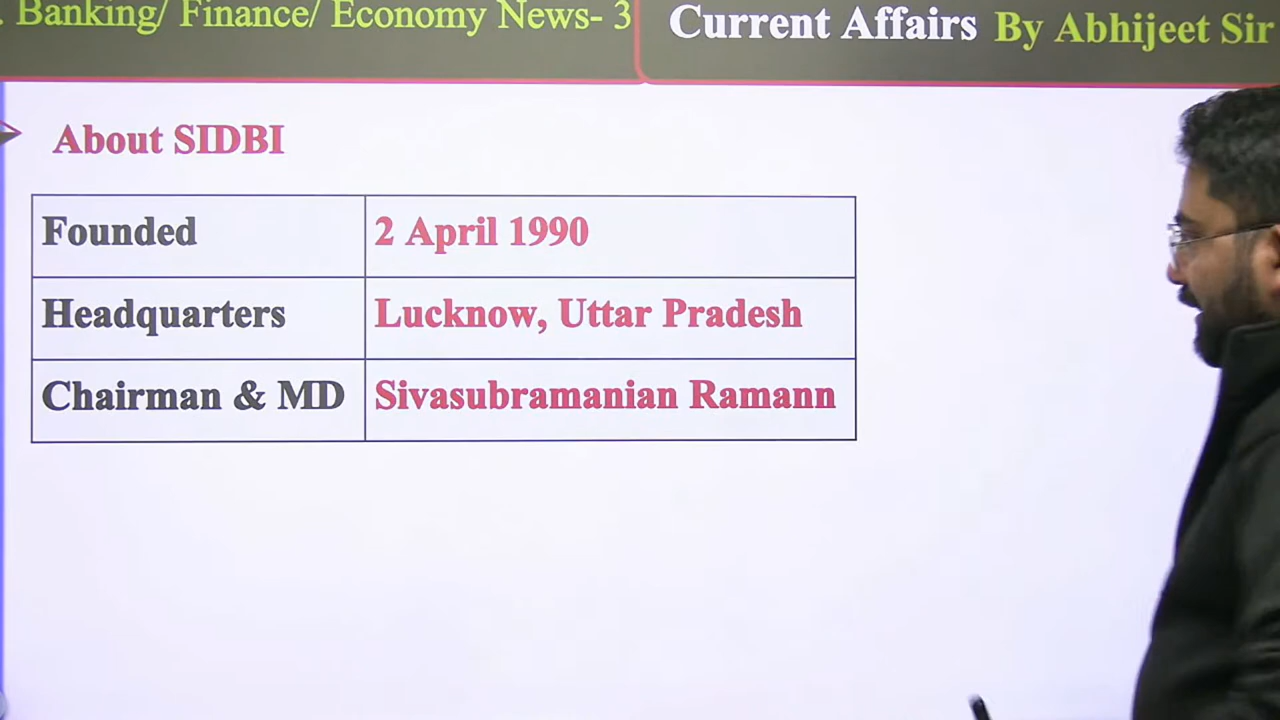 . Banking/ Finance/ Economy News- 3
Current Affairs By Abhijeet Sir
About SIDBI
Founded 2 April 1990
Headquarters Lucknow, Uttar Pradesh
Chairman & MD Sivasubramanian Ramann